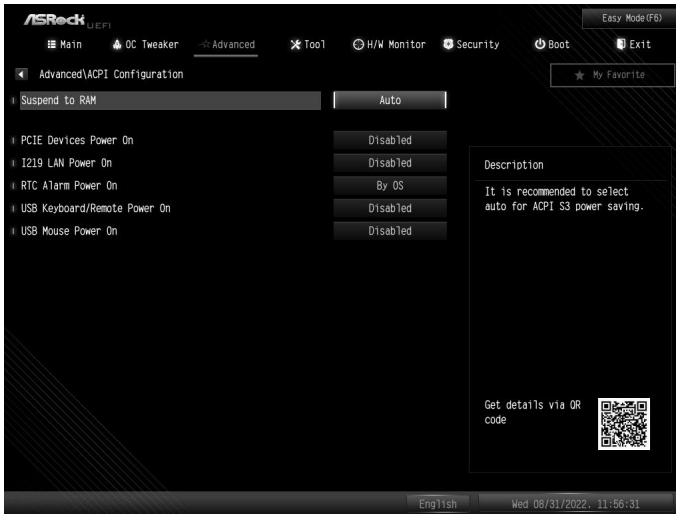 ASRock UEFI
Easy Mode(F6)
Main OC Tweaker Advanced Tool H/W Monitor Security Boot Exit
Advanced\ACPI Configuration
My Favorite
Suspend to RAM Auto
PCIE Devices Power On Disabled
I219 LAN Power On Disabled
RTC Alarm Power On By OS
USB Keyboard/Remote Power On Disabled
USB Mouse Power On Disabled
Description
It is recommended to select
auto for ACPI S3 power saving.
Get details via QR
code
English
Wed 08/31/2022. 11:56:31